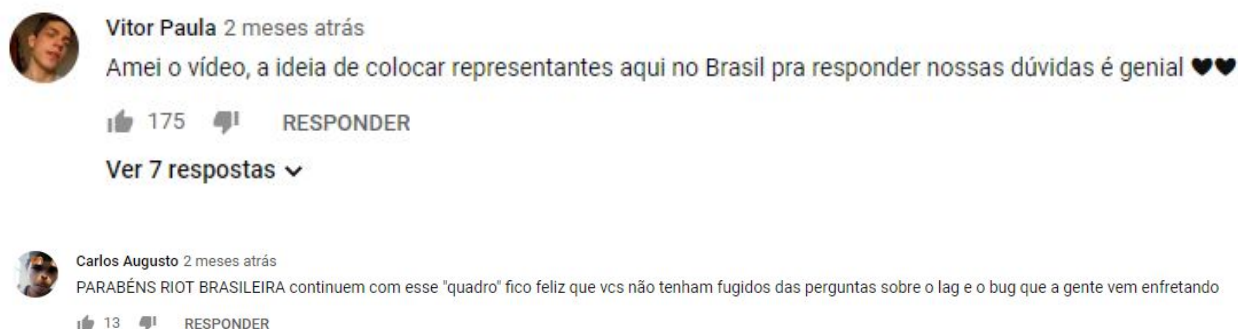 Vitor Paula 2 meses atrás
Amei o vídeo, a ideia de colocar representantes aqui no Brasil pra responder nossas dúvidas é genial 🖤🖤
175 RESPONDER
Ver 7 respostas
Carlos Augusto 2 meses atrás
PARABÉNS RIOT BRASILEIRA continuem com esse "quadro" fico feliz que vcs não tenham fugidos das perguntas sobre o lag e o bug que a gente vem enfretando
13 RESPONDER